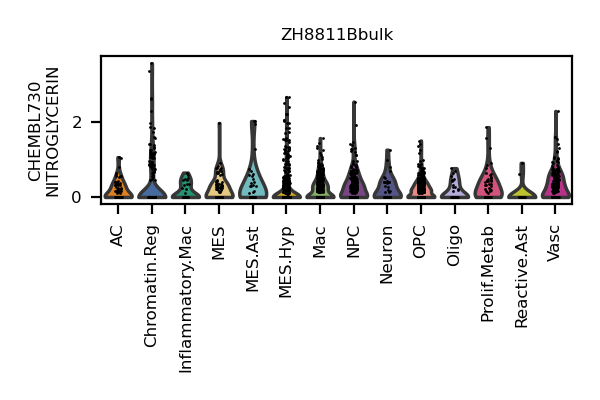 ZH8811Bbulk
CHEMBL730
NITROGLYCERIN
2
0
AC
Chromatin.Reg
Inflammatory.Mac
MES
MES.Ast
MES.Hyp
Mac
NPC
Neuron
OPC
Oligo
Prolif.Metab
Reactive.Ast
Vasc